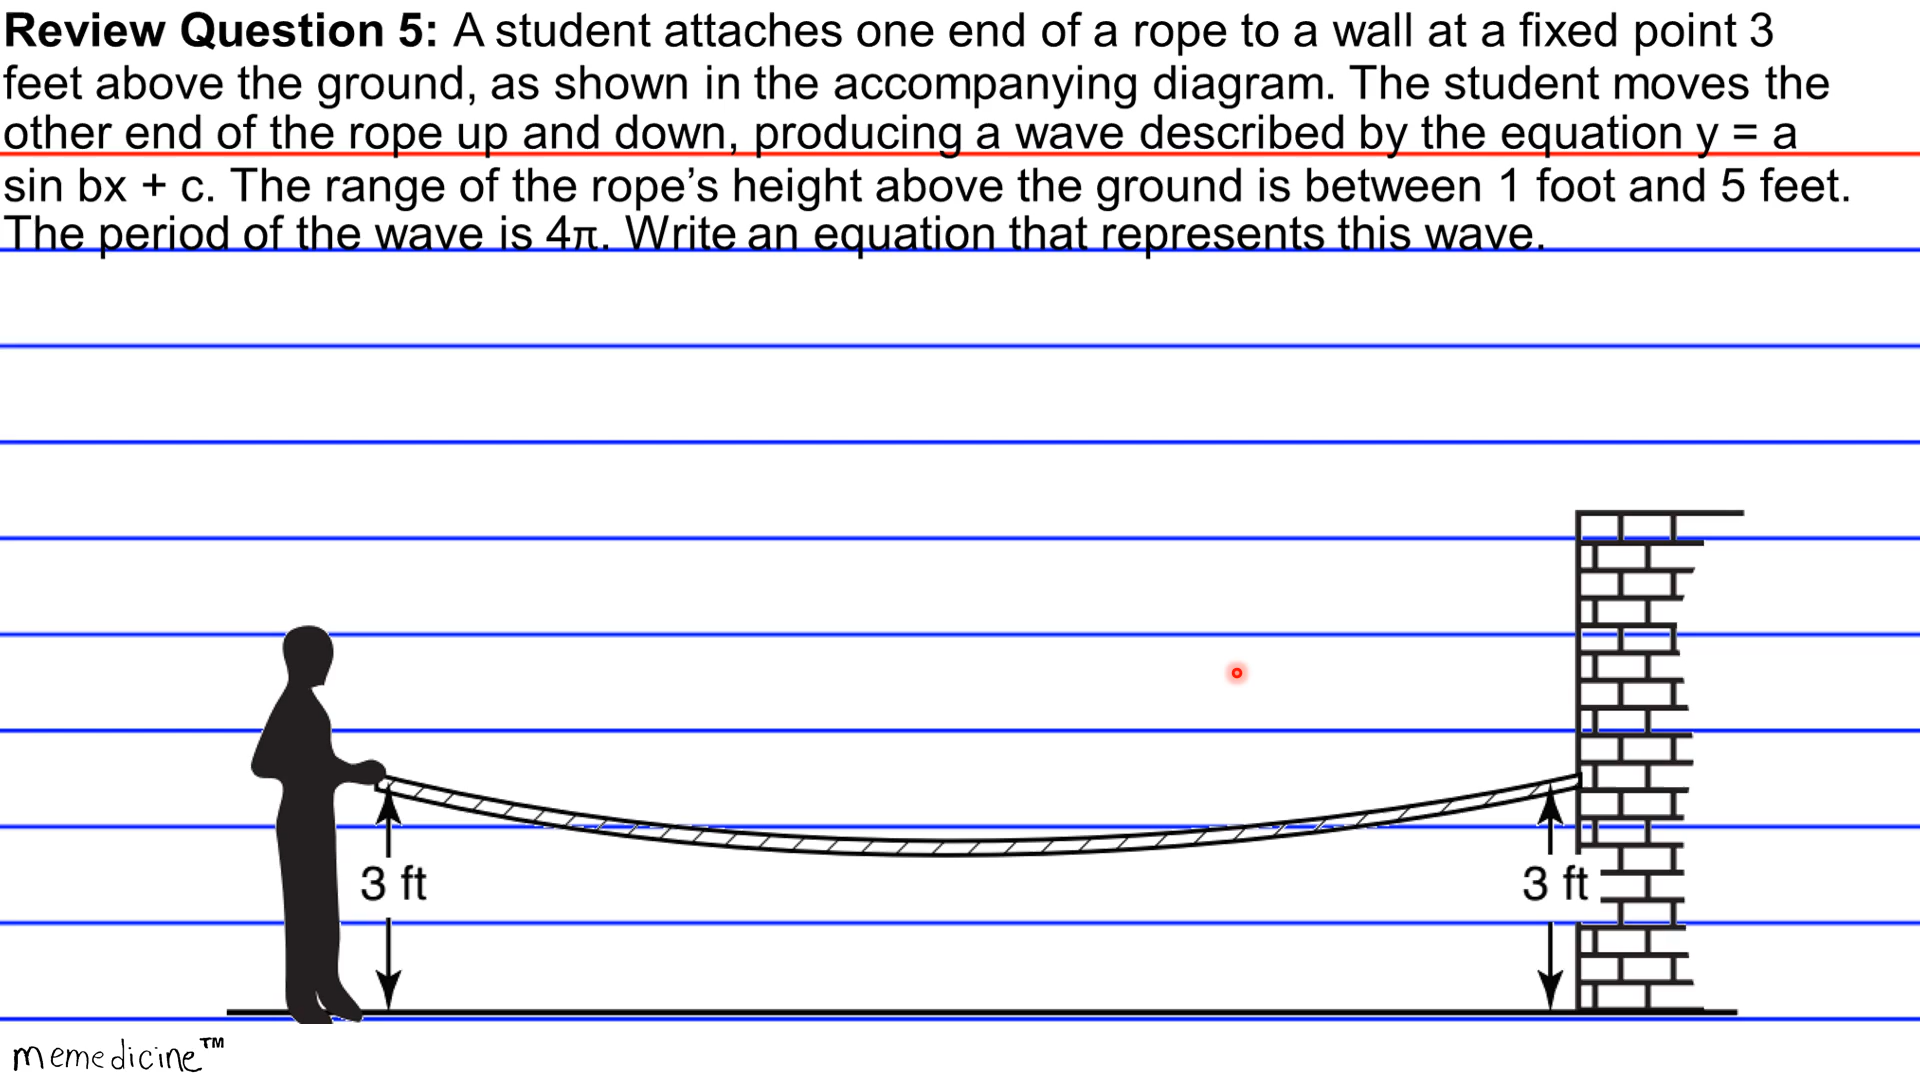 Review Question 5: A student attaches one end of a rope to a wall at a fixed point 3
feet above the ground, as shown in the accompanying diagram. The student moves the
other end of the rope up and down, producing a wave described by the equation y = a
sin bx + c. The range of the rope’s height above the ground is between 1 foot and 5 feet.
The period of the wave is 4π. Write an equation that represents this wave.
3 ft
3 ft
memedicine™